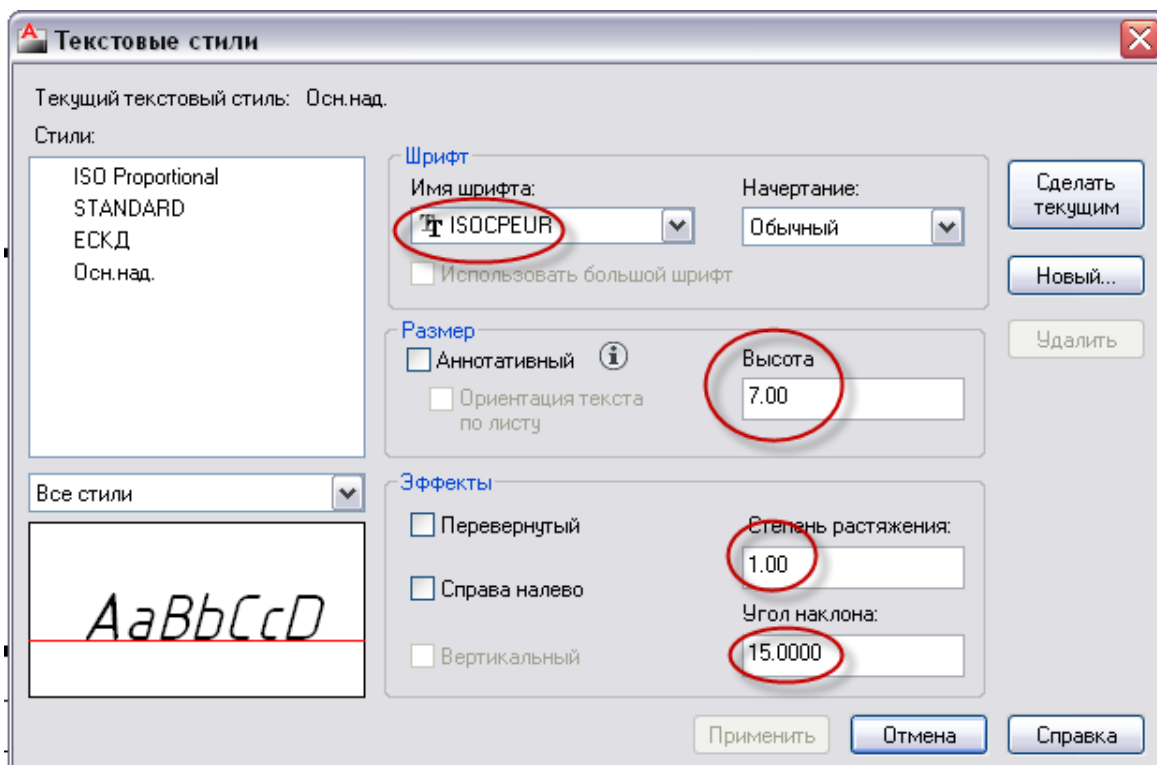 Текстовые стили
Текущий текстовый стиль: Осн.над.
Стили:
ISO Proportional
STANDARD
ЕСКД
Осн.над.
Все стили
AaBbCcD
Шрифт
Имя шрифта:
ISOCPEUR
Начертание:
Обычный
Использовать большой шрифт
Размер
Аннотативный
Ориентация текста
по листу
Высота
7.00
Эффекты
Перевернутый
Справа налево
Вертикальный
Степень растяжения:
1.00
Угол наклона:
15.0000
Сделать
текущим
Новый...
Удалить
Применить
Отмена
Справка